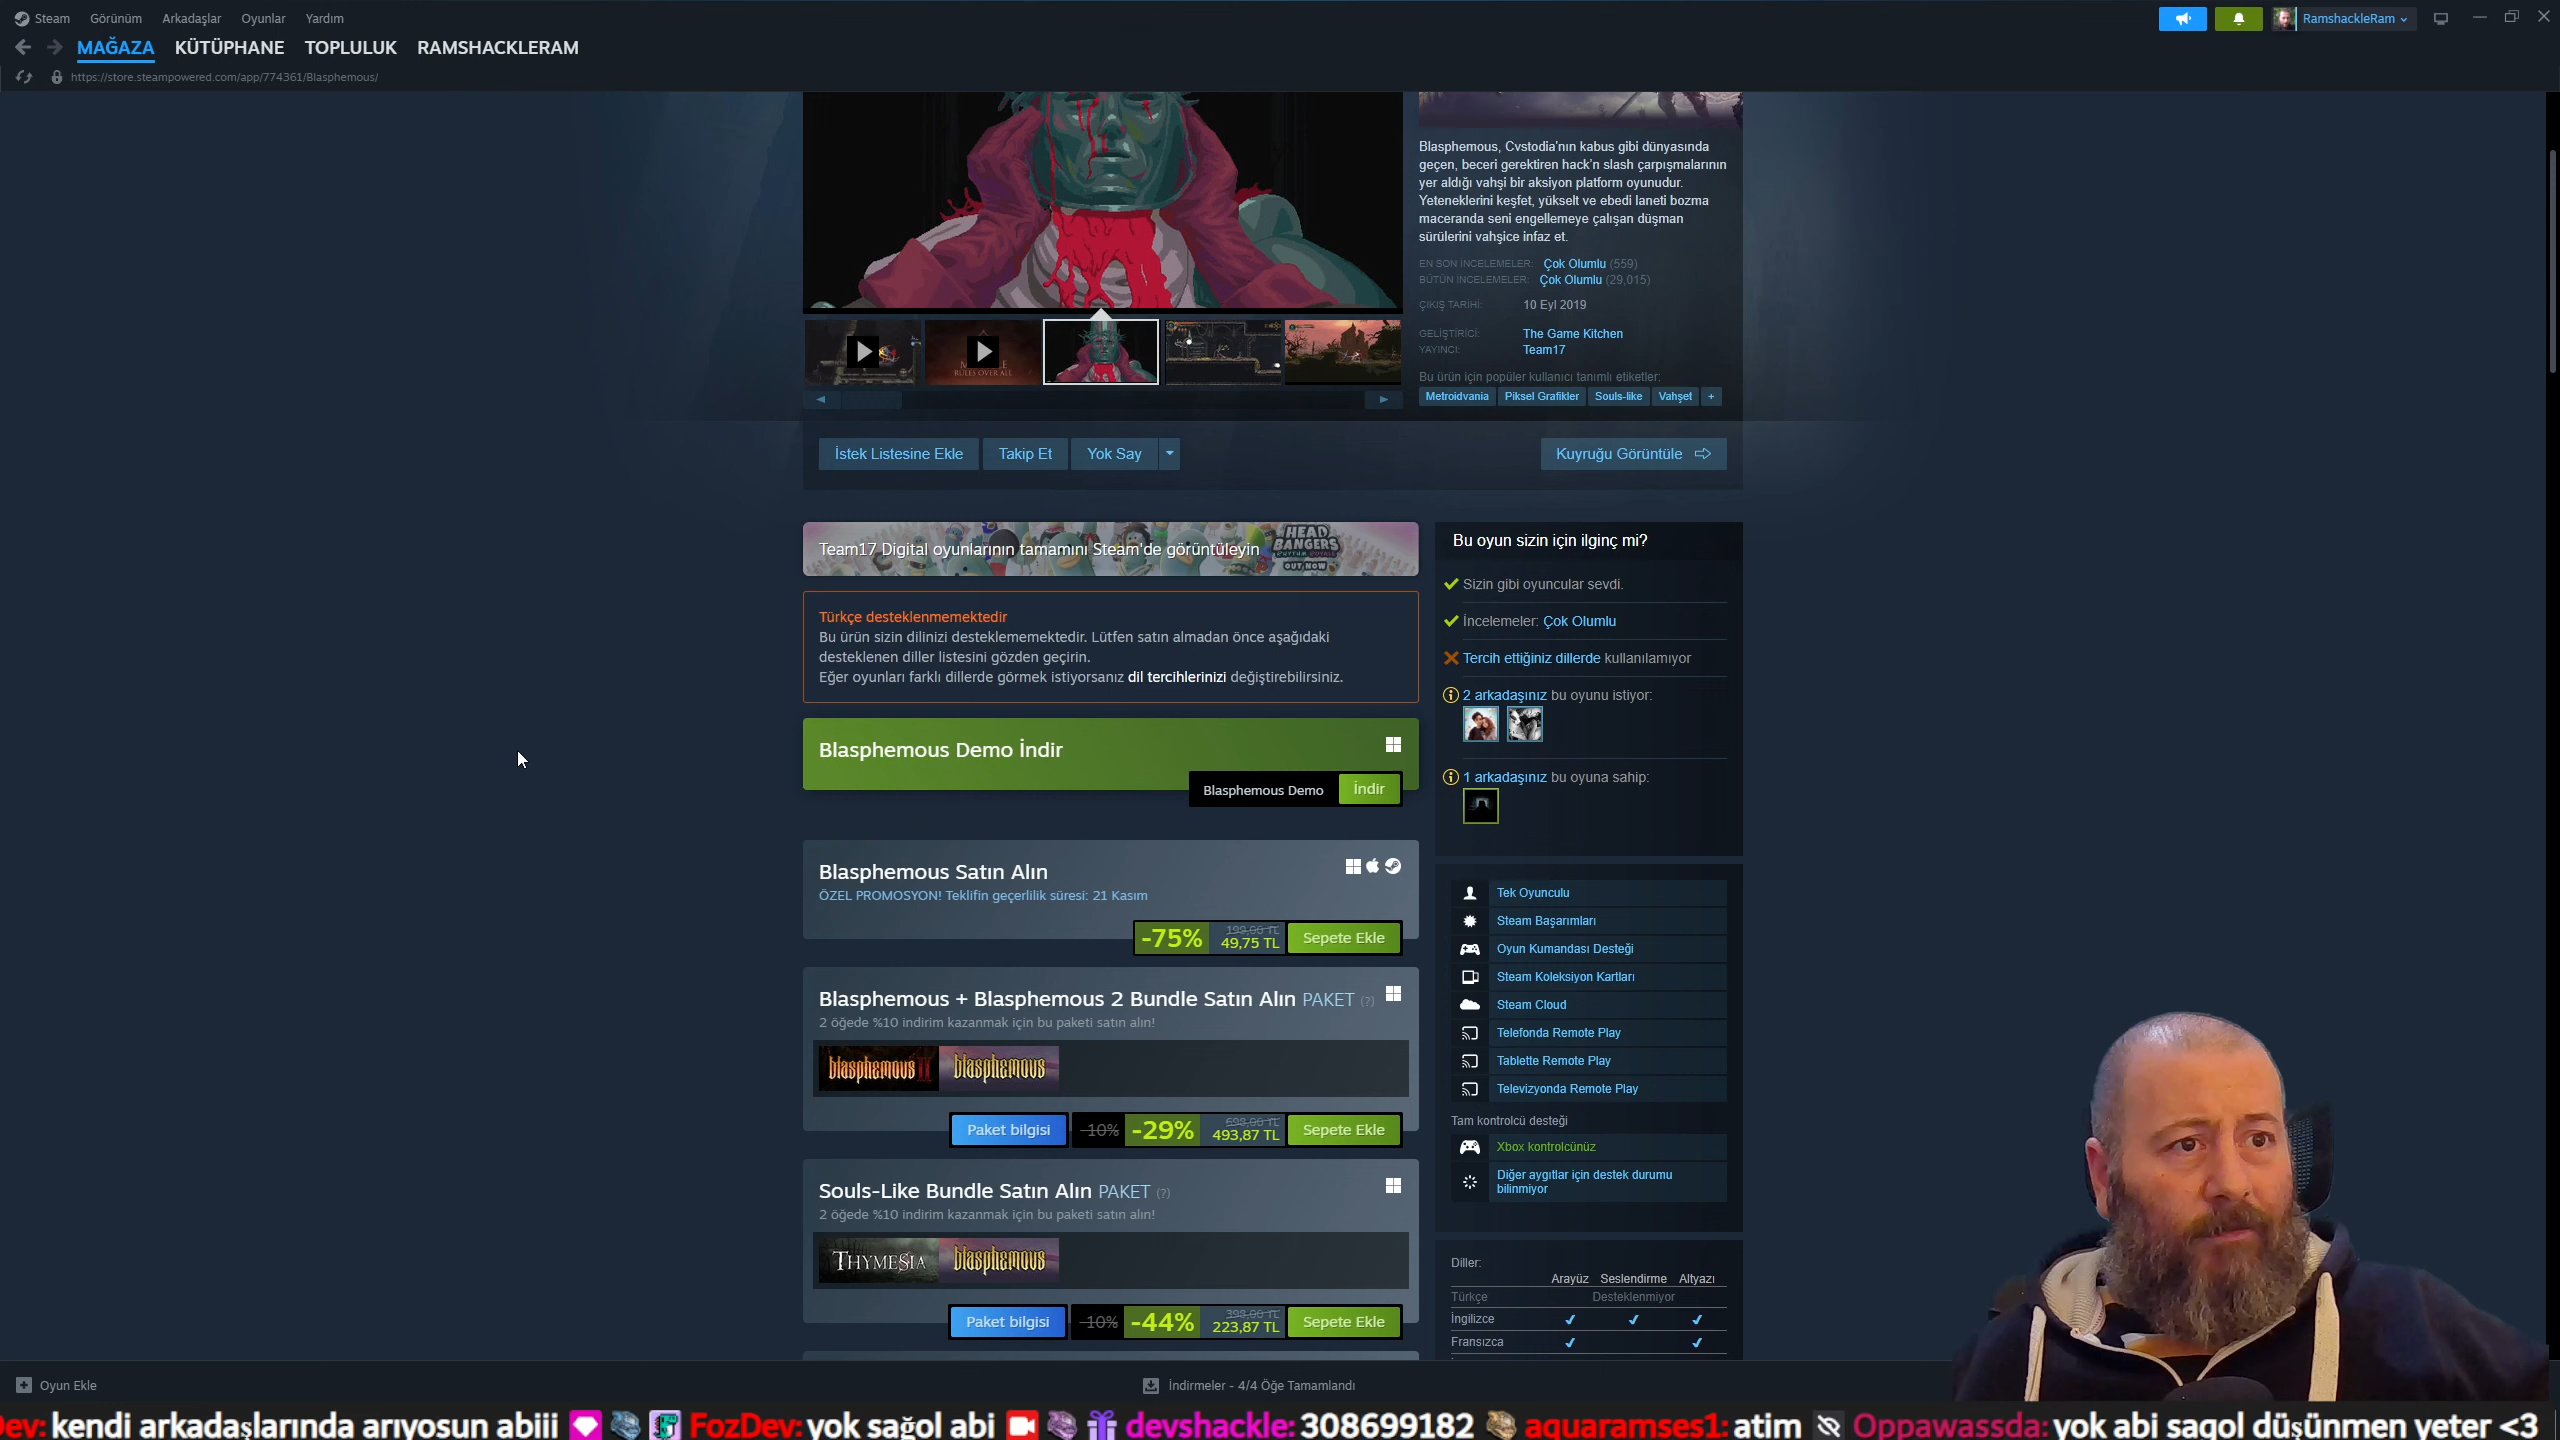 Steam Görünüm Arkadaşlar Oyunlar Yardım
RamshackleRam
MAĞAZA KÜTÜPHANE TOPLULUK RAMSHACKLERAM
https://store.steampowered.com/app/774361/Blasphemous/
Blasphemous, Cvstodia'nın kabus gibi dünyasında
geçen, beceri gerektiren hack'n slash çarpışmalarının
yer aldığı vahşi bir aksiyon platform oyunudur.
Yeteneklerini keşfet, yükselt ve ebedi laneti bozma
maceranda seni engellemeye çalışan düşman
sürülerini vahşice infaz et.
EN SON İNCELEMELER: Çok Olumlu (559)
BÜTÜN İNCELEMELER: Çok Olumlu (29,015)
ÇIKIŞ TARİHİ: 10 Eyl 2019
GELİŞTİRİCİ: The Game Kitchen
YAYINCI: Team17
Bu ürün için popüler kullanıcı tanımlı etiketler:
Metroidvania Piksel Grafikler Souls-like Vahşet +
RULES OVER ALL
İstek Listesine Ekle Takip Et Yok Say
Kuyruğu Görüntüle
Team17 Digital oyunlarının tamamını Steam'de görüntüleyin
HEAD
BANGERS
RHYTHM ROYALE
OUT NOW
Türkçe desteklenmemektedir
Bu ürün sizin dilinizi desteklememektedir. Lütfen satın almadan önce aşağıdaki
desteklenen diller listesini gözden geçirin.
Eğer oyunları farklı dillerde görmek istiyorsanız dil tercihlerinizi değiştirebilirsiniz.
Blasphemous Demo İndir
Blasphemous Demo İndir
Blasphemous Satın Alın
ÖZEL PROMOSYON! Teklifin geçerlilik süresi: 21 Kasım
-75% 199,00 TL 49,75 TL Sepete Ekle
Blasphemous + Blasphemous 2 Bundle Satın Alın PAKET (?)
2 öğede %10 indirim kazanmak için bu paketi satın alın!
blasphemous II blasphemous
Paket bilgisi -10% -29% 698,00 TL 493,87 TL Sepete Ekle
Souls-Like Bundle Satın Alın PAKET (?)
2 öğede %10 indirim kazanmak için bu paketi satın alın!
THYMESIA blasphemous
Paket bilgisi -10% -44% 398,00 TL 223,87 TL Sepete Ekle
Bu oyun sizin için ilginç mi?
Sizin gibi oyuncular sevdi.
İncelemeler: Çok Olumlu
Tercih ettiğiniz dillerde kullanılamıyor
2 arkadaşınız bu oyunu istiyor:
1 arkadaşınız bu oyuna sahip:
Tek Oyunculu
Steam Başarımları
Oyun Kumandası Desteği
Steam Koleksiyon Kartları
Steam Cloud
Telefonda Remote Play
Tablette Remote Play
Televizyonda Remote Play
Tam kontrolcü desteği
Xbox kontrolcünüz
Diğer aygıtlar için destek durumu
bilinmiyor
Diller:
Arayüz Seslendirme Altyazı
Türkçe Desteklenmiyor
İngilizce ✔ ✔ ✔
Fransızca ✔ ✔
Oyun Ekle
İndirmeler - 4/4 Öğe Tamamlandı
Dev: kendi arkadaşlarında arıyosun abiii FozDev: yok sağol abi devshackle: 308699182 aquaramses1: atim Oppawassda: yok abi sagol düşünmen yeter <3